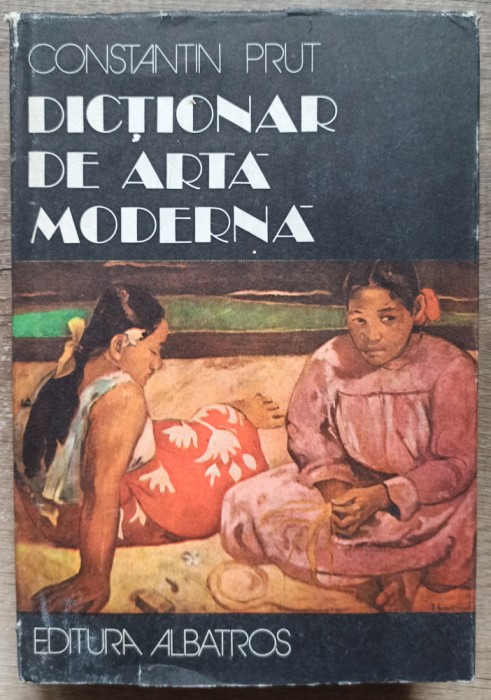 CONSTANTIN PRUT
DICȚIONAR
DE ARTĂ
MODERNĂ
EDITURA ALBATROS